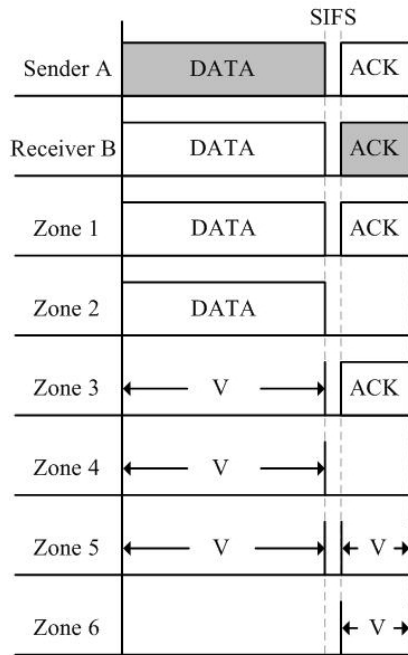 SIFS
Sender A DATA ACK
Receiver B DATA ACK
Zone 1 DATA ACK
Zone 2 DATA
Zone 3 V ACK
Zone 4 V
Zone 5 V V
Zone 6 V